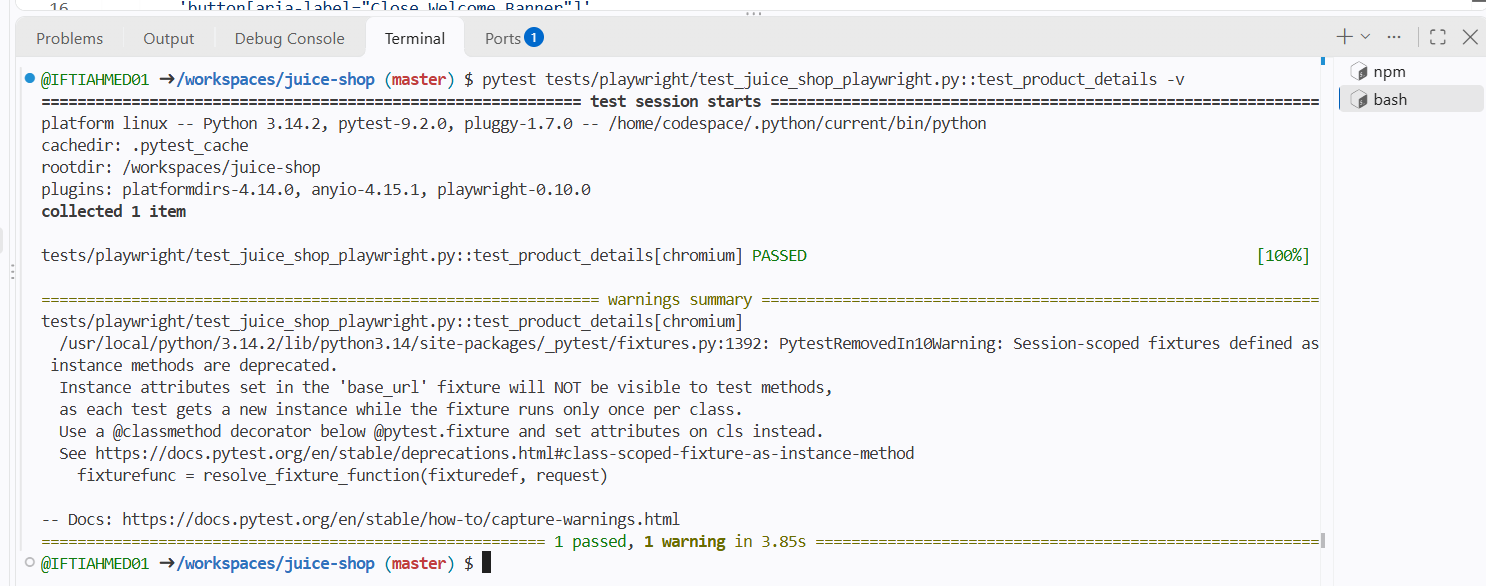 16 'button[aria-label="Close Welcome Banner"]'
Problems Output Debug Console Terminal Ports 1
npm
bash
@IFTIAHMED01 →/workspaces/juice-shop (master) $ pytest tests/playwright/test_juice_shop_playwright.py::test_product_details -v
============================================================ test session starts =============================================================
platform linux -- Python 3.14.2, pytest-9.2.0, pluggy-1.7.0 -- /home/codespace/.python/current/bin/python
cachedir: .pytest_cache
rootdir: /workspaces/juice-shop
plugins: platformdirs-4.14.0, anyio-4.15.1, playwright-0.10.0
collected 1 item
tests/playwright/test_juice_shop_playwright.py::test_product_details[chromium] PASSED [100%]
============================================================== warnings summary ==============================================================
tests/playwright/test_juice_shop_playwright.py::test_product_details[chromium]
/usr/local/python/3.14.2/lib/python3.14/site-packages/_pytest/fixtures.py:1392: PytestRemovedIn10Warning: Session-scoped fixtures defined as
instance methods are deprecated.
Instance attributes set in the 'base_url' fixture will NOT be visible to test methods,
as each test gets a new instance while the fixture runs only once per class.
Use a @classmethod decorator below @pytest.fixture and set attributes on cls instead.
See https://docs.pytest.org/en/stable/deprecations.html#class-scoped-fixture-as-instance-method
fixturefunc = resolve_fixture_function(fixturedef, request)
-- Docs: https://docs.pytest.org/en/stable/how-to/capture-warnings.html
======================================================== 1 passed, 1 warning in 3.85s ========================================================
@IFTIAHMED01 →/workspaces/juice-shop (master) $